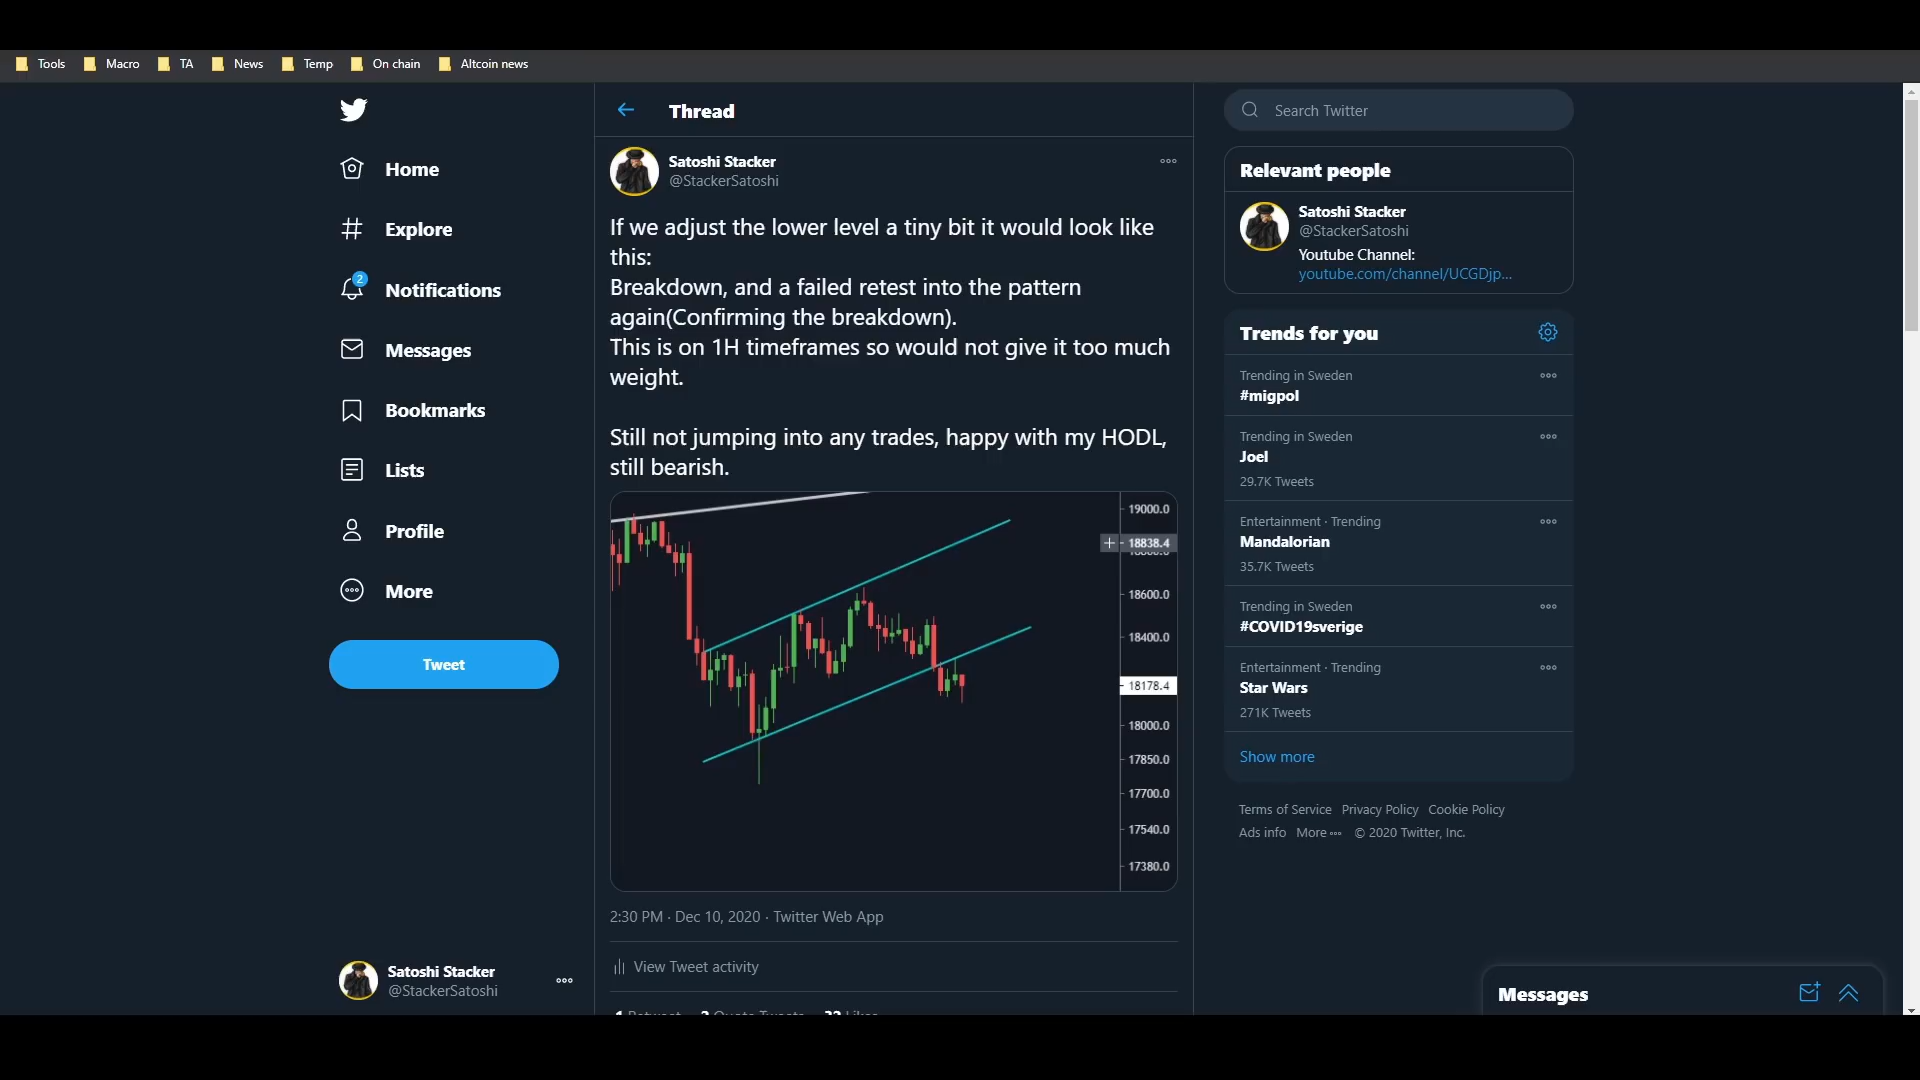 Tools Macro TA News Temp On chain Altcoin news
Home
Explore
2
Notifications
Messages
Bookmarks
Lists
Profile
More
Tweet
Satoshi Stacker
@StackerSatoshi
Thread
Satoshi Stacker
@StackerSatoshi
If we adjust the lower level a tiny bit it would look like
this:
Breakdown, and a failed retest into the pattern
again(Confirming the breakdown).
This is on 1H timeframes so would not give it too much
weight.
Still not jumping into any trades, happy with my HODL,
still bearish.
19000.0
18838.4
18600.0
18400.0
18178.4
18000.0
17850.0
17700.0
17540.0
17380.0
2:30 PM · Dec 10, 2020 · Twitter Web App
View Tweet activity
Search Twitter
Relevant people
Satoshi Stacker
@StackerSatoshi
Youtube Channel:
youtube.com/channel/UCGDjp...
Trends for you
Trending in Sweden
#migpol
Trending in Sweden
Joel
29.7K Tweets
Entertainment · Trending
Mandalorian
35.7K Tweets
Trending in Sweden
#COVID19sverige
Entertainment · Trending
Star Wars
271K Tweets
Show more
Terms of Service Privacy Policy Cookie Policy
Ads info More © 2020 Twitter, Inc.
Messages